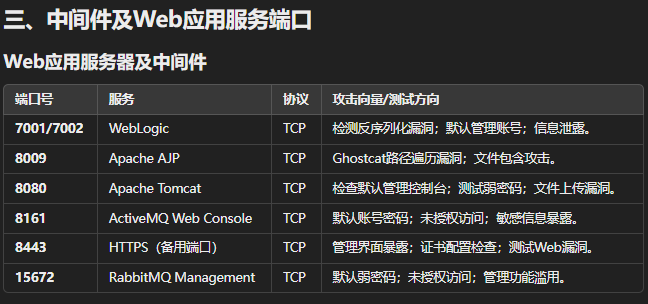 三、中间件及Web应用服务端口
Web应用服务器及中间件
端口号 服务 协议 攻击向量/测试方向
7001/7002 WebLogic TCP 检测反序列化漏洞；默认管理账号；信息泄露。
8009 Apache AJP TCP Ghostcat路径遍历漏洞；文件包含攻击。
8080 Apache Tomcat TCP 检查默认管理控制台；测试弱密码；文件上传漏洞。
8161 ActiveMQ Web Console TCP 默认账号密码；未授权访问；敏感信息暴露。
8443 HTTPS（备用端口） TCP 管理界面暴露；证书配置检查；测试Web漏洞。
15672 RabbitMQ Management TCP 默认弱密码；未授权访问；管理功能滥用。